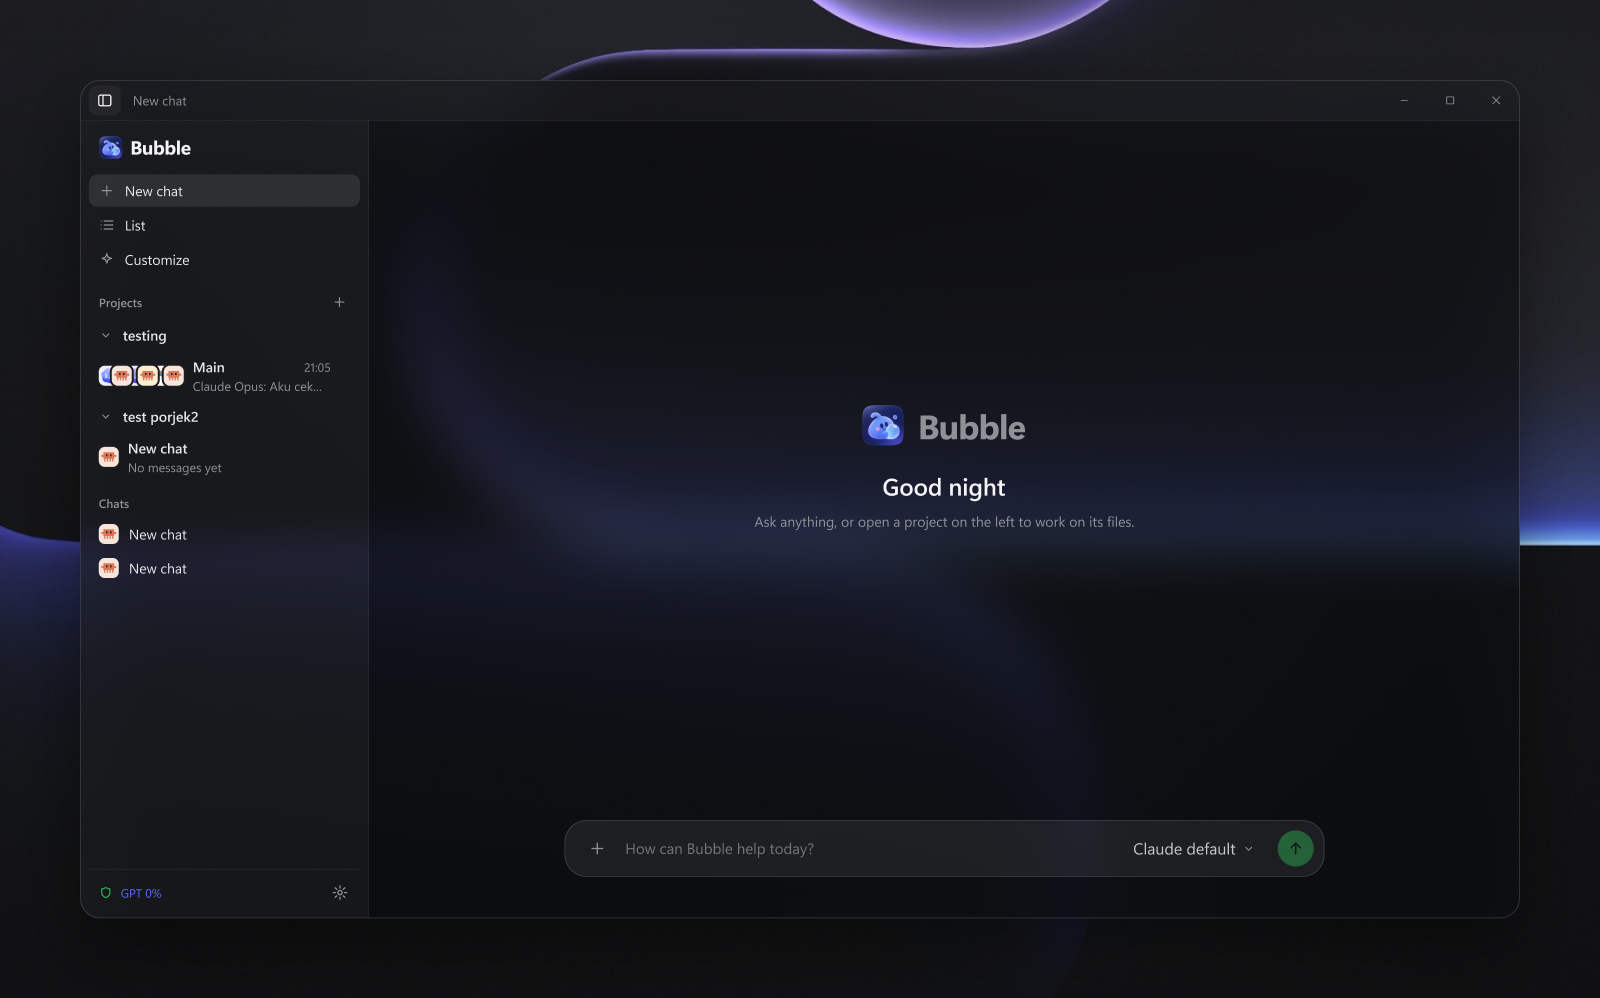 New chat
Bubble
New chat
List
Customize
Projects
testing
Main 21:05
Claude Opus: Aku cek...
test porjek2
New chat
No messages yet
Chats
New chat
New chat
GPT 0%
Bubble
Good night
Ask anything, or open a project on the left to work on its files.
How can Bubble help today?
Claude default